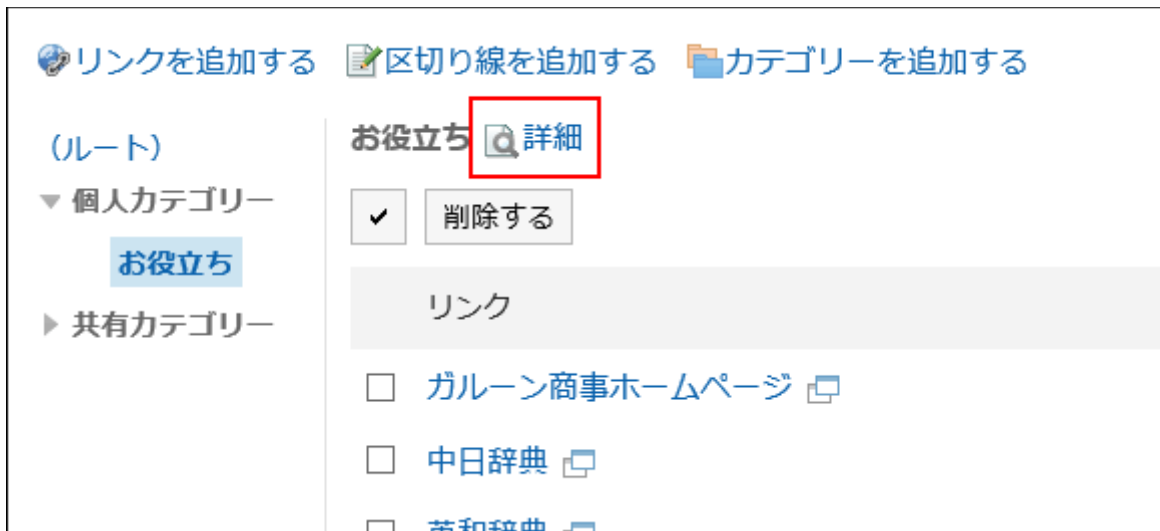 リンクを追加する 区切り線を追加する カテゴリーを追加する
(ルート)
個人カテゴリー
お役立ち
共有カテゴリー
お役立ち 詳細
削除する
リンク
ガルーン商事ホームページ
中日辞典
英和辞典